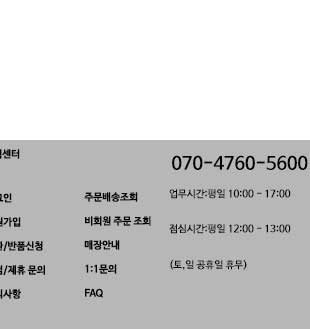 센터
070-4760-5600
주문배송조회
업무시간:평일 10:00 - 17:00
가입
비회원 주문 조회
점심시간:평일 12:00 - 13:00
/반품신청
매장안내
/제휴 문의
1:1문의
(토,일 공휴일 휴무)
사항
FAQ